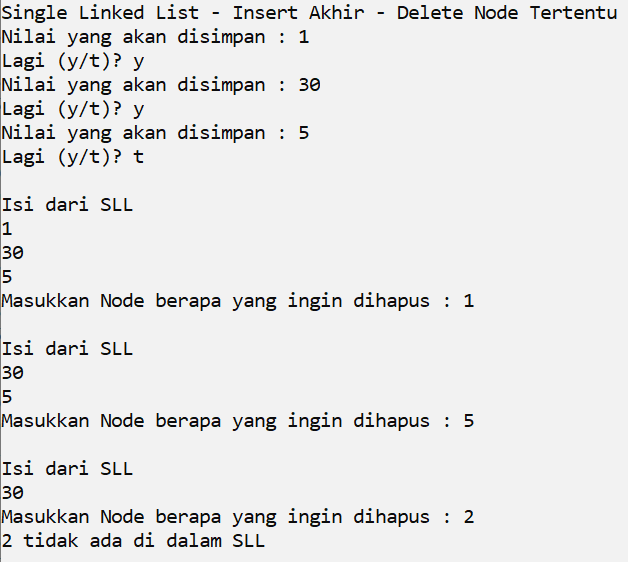 Single Linked List - Insert Akhir - Delete Node Tertentu
Nilai yang akan disimpan : 1
Lagi (y/t)? y
Nilai yang akan disimpan : 30
Lagi (y/t)? y
Nilai yang akan disimpan : 5
Lagi (y/t)? t
Isi dari SLL
1
30
5
Masukkan Node berapa yang ingin dihapus : 1
Isi dari SLL
30
5
Masukkan Node berapa yang ingin dihapus : 5
Isi dari SLL
30
Masukkan Node berapa yang ingin dihapus : 2
2 tidak ada di dalam SLL